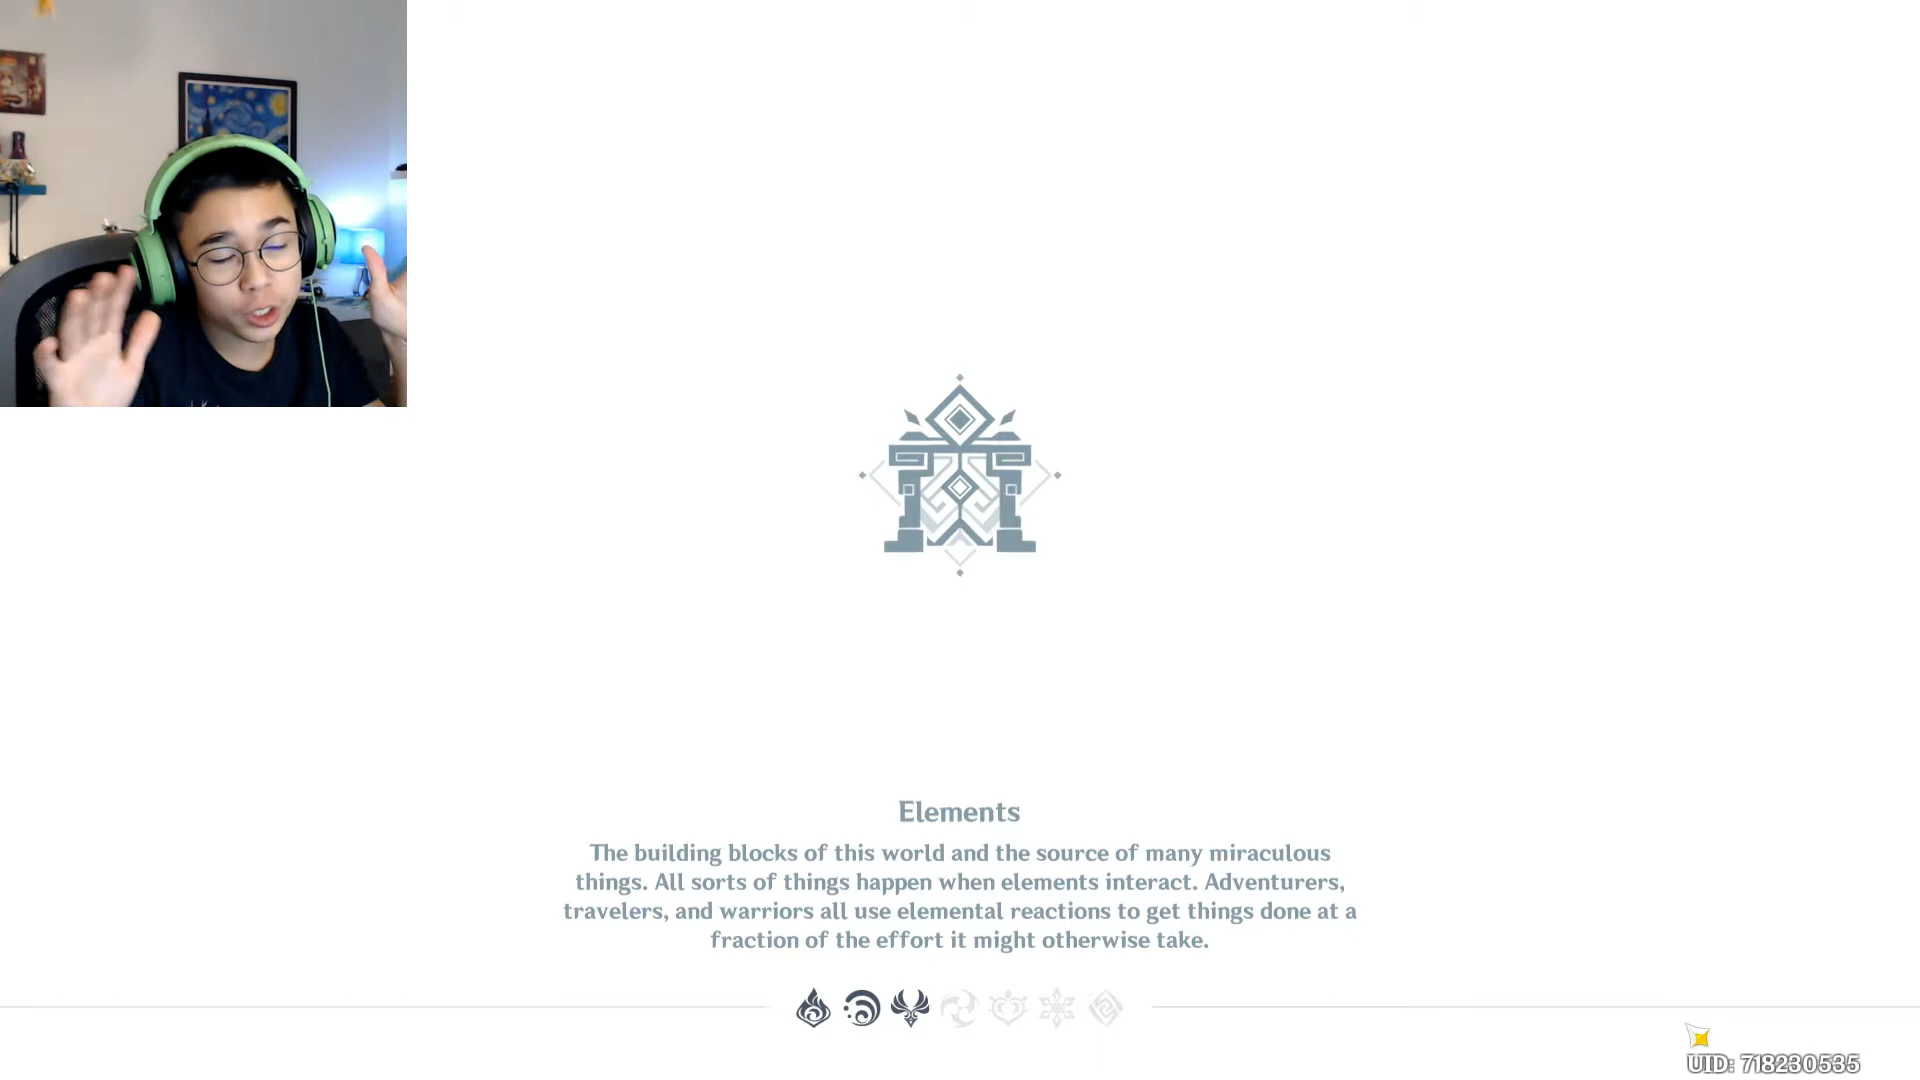 Elements
The building blocks of this world and the source of many miraculous
things. All sorts of things happen when elements interact. Adventurers,
travelers, and warriors all use elemental reactions to get things done at a
fraction of the effort it might otherwise take.
UID: 718230535